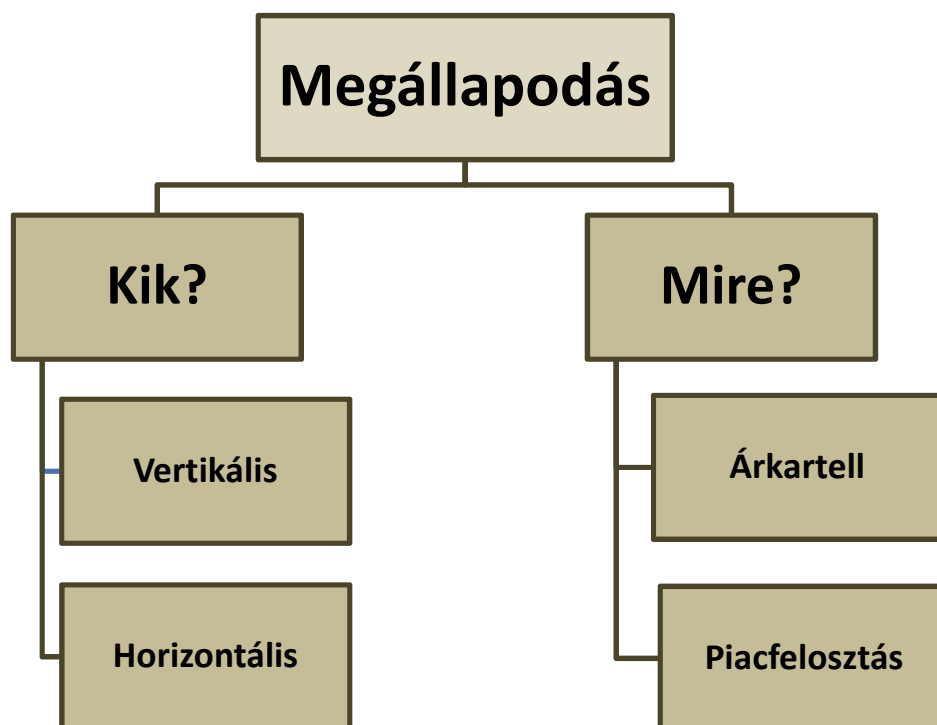 Megállapodás
Kik?
Vertikális
Horizontális
Mire?
Árkartell
Piacfelosztás